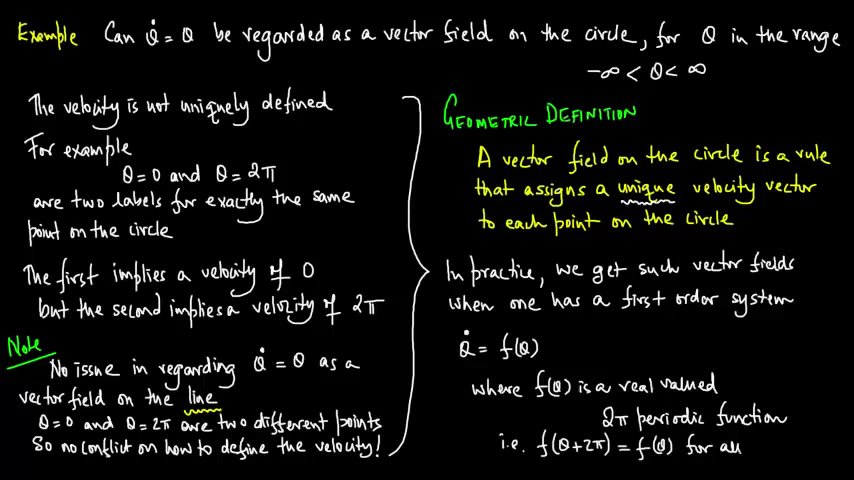 Example Can θ̇ = θ be regarded as a vector field on the circle, for θ in the range
-∞ < θ < ∞
The velocity is not uniquely defined
For example
θ = 0 and θ = 2π
are two labels for exactly the same
point on the circle
The first implies a velocity of 0
but the second implies a velocity of 2π
Note
No issue in regarding θ̇ = θ as a
vector field on the line
θ = 0 and θ = 2π are two different points
So no conflict on how to define the velocity!
GEOMETRIC DEFINITION
A vector field on the circle is a rule
that assigns a unique velocity vector
to each point on the circle
In practice, we get such vector fields
when one has a first order system
θ̇ = f(θ)
where f(θ) is a real valued
2π periodic function
i.e. f(θ+2π) = f(θ) for all